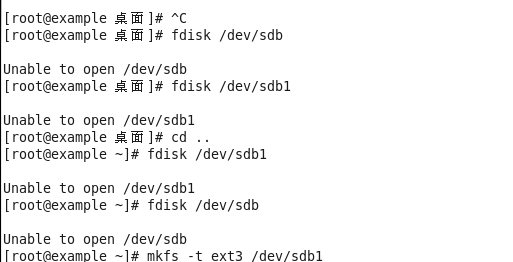 [root@example 桌面]# ^C
[root@example 桌面]# fdisk /dev/sdb
Unable to open /dev/sdb
[root@example 桌面]# fdisk /dev/sdb1
Unable to open /dev/sdb1
[root@example 桌面]# cd ..
[root@example ~]# fdisk /dev/sdb1
Unable to open /dev/sdb1
[root@example ~]# fdisk /dev/sdb
Unable to open /dev/sdb
[root@example ~]# mkfs -t ext3 /dev/sdb1